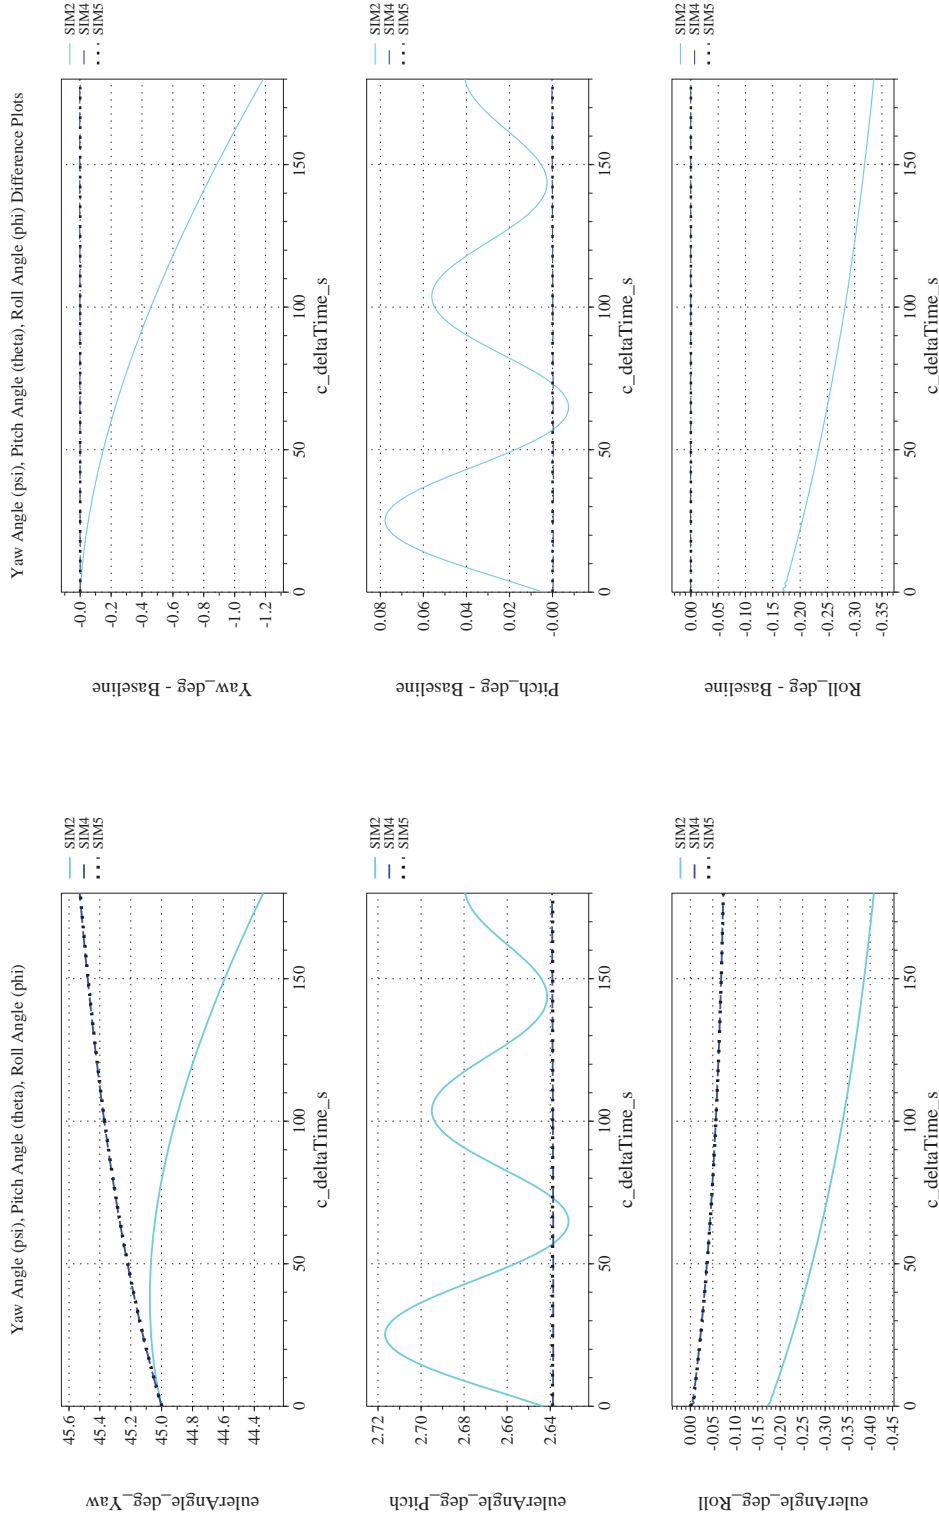 Yaw Angle (psi), Pitch Angle (theta), Roll Angle (phi)
eulerAngle_deg_Yaw
45.6
45.4
45.2
45.0
44.8
44.6
44.4
0
50
100
150
c_deltaTime_s
SIM2
SIM4
SIM5
eulerAngle_deg_Pitch
2.72
2.70
2.68
2.66
2.64
0
50
100
150
c_deltaTime_s
SIM2
SIM4
SIM5
eulerAngle_deg_Roll
0.00
-0.05
-0.10
-0.15
-0.20
-0.25
-0.30
-0.35
-0.40
-0.45
0
50
100
150
c_deltaTime_s
SIM2
SIM4
SIM5
Yaw Angle (psi), Pitch Angle (theta), Roll Angle (phi) Difference Plots
Yaw_deg - Baseline
-0.0
-0.2
-0.4
-0.6
-0.8
-1.0
-1.2
0
50
100
150
c_deltaTime_s
SIM2
SIM4
SIM5
Pitch_deg - Baseline
0.08
0.06
0.04
0.02
-0.00
0
50
100
150
c_deltaTime_s
SIM2
SIM4
SIM5
Roll_deg - Baseline
0.00
-0.05
-0.10
-0.15
-0.20
-0.25
-0.30
-0.35
0
50
100
150
c_deltaTime_s
SIM2
SIM4
SIM5